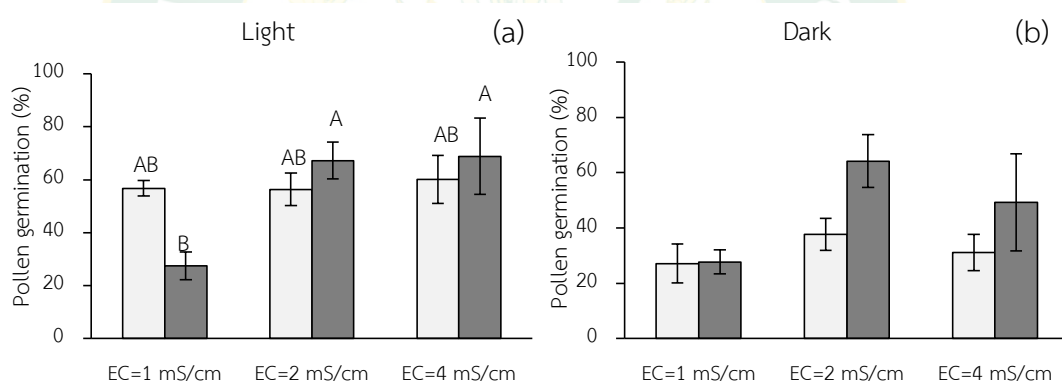 Light
(a)
Pollen germination (%)
100
80
60
40
20
0
AB
B
AB
A
AB
A
EC=1 mS/cm
EC=2 mS/cm
EC=4 mS/cm
Dark
(b)
Pollen germination (%)
100
80
60
40
20
0
EC=1 mS/cm
EC=2 mS/cm
EC=4 mS/cm